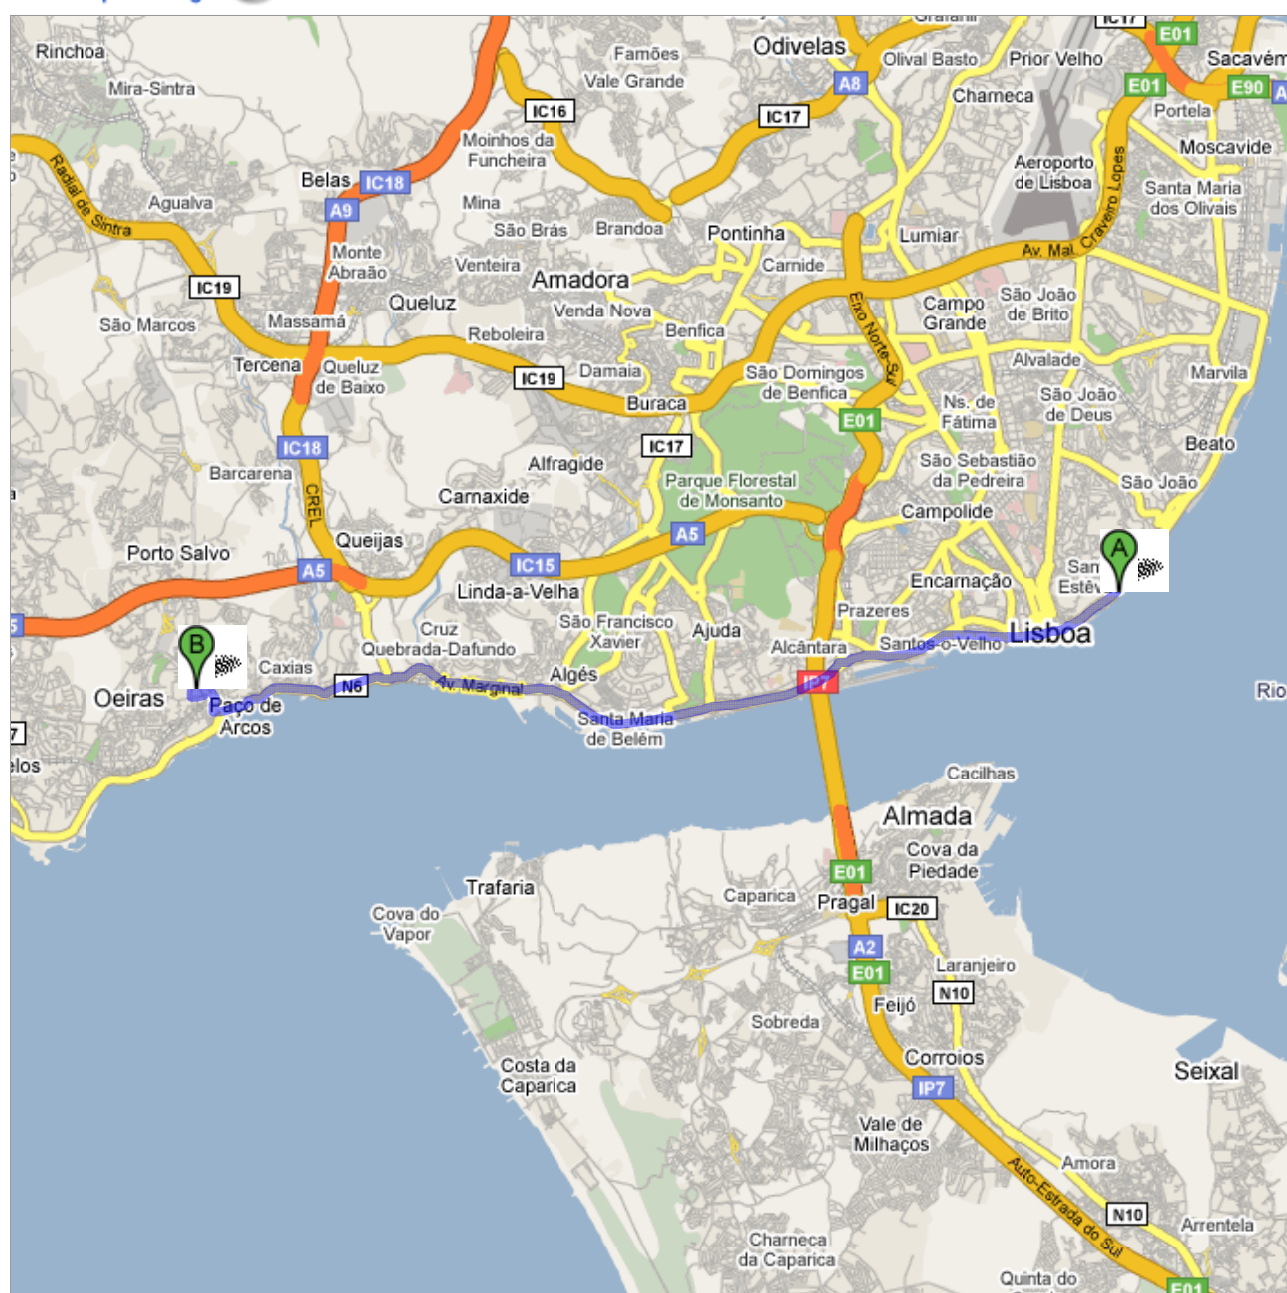 Grafanil
IC17
E01
Rinchoa
Famões
Odivelas
Olival Basto
Prior Velho
Sacavém
Mira-Sintra
Vale Grande
A8
E01
E90
A
Charneca
Portela
IC16
IC17
Moinhos da
Funcheira
Moscavide
Radial de Sintra
Belas
IC18
Aeroporto
de Lisboa
Craveiro Lopes
Santa Maria
dos Olivais
Agualva
A9
Mina
São Brás
Brandoa
Pontinha
Lumiar
Av. Mal.
Monte
Abraão
Venteira
Carnide
IC19
Amadora
Queluz
Venda Nova
Eixo Norte-Sul
Campo
Grande
São João
de Brito
São Marcos
Massamá
Reboleira
Benfica
Tercena
Queluz
de Baixo
IC19
Damaia
São Domingos
de Benfica
Alvalade
Marvila
Buraca
Ns. de
Fátima
São João
de Deus
E01
IC18
IC17
Beato
Barcarena
Alfragide
São Sebastião
da Pedreira
Parque Florestal
de Monsanto
São João
CREL
Carnaxide
Campolide
Porto Salvo
Queijas
A5
A5
IC15
A
San
Estêv
Linda-a-Velha
Encarnação
5
São Francisco
Xavier
Prazeres
B
Cruz
Quebrada-Dafundo
Ajuda
Lisboa
Alcântara
Santos-o-Velho
Caxias
Algés
N6
Av. Marginal
IP7
Oeiras
Paço de
Arcos
Santa Maria
de Belém
Rio
7
elos
Cacilhas
Almada
Cova da
Piedade
E01
Trafaria
Caparica
Pragal
IC20
Cova do
Vapor
A2
E01
Laranjeiro
N10
Feijó
Sobreda
Corroios
Costa da
Caparica
Seixal
IP7
Vale de
Milhaços
Auto-Estrada do Sul
Amora
N10
Arrentela
Charneca
da Caparica
Quinta do
E01